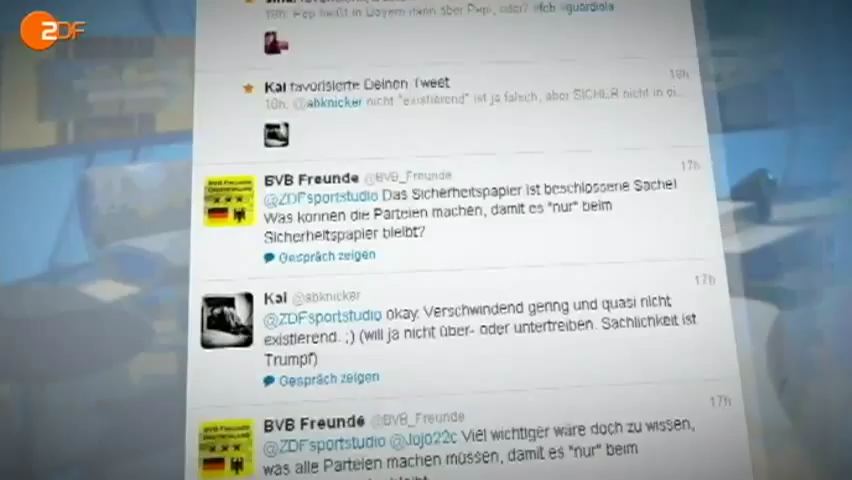 ZDF
18h. Pep heißt in Bayern dann aber Pepi, oder? #fcb #guardiola
Kai favorisierte Deinen Tweet
18h
10h. @abknicker nicht "existierend" ist ja falsch, aber SICHER nicht in ei...
BVB Freunde @BVB_Freunde
17h
@ZDFsportstudio Das Sicherheitspapier ist beschlossene Sache!
Was können die Parteien machen, damit es "nur" beim
Sicherheitspapier bleibt?
Gespräch zeigen
Kai @abknicker
17h
@ZDFsportstudio okay. Verschwindend gering und quasi nicht
existierend. ;) (will ja nicht über- oder untertreiben. Sachlichkeit ist
Trumpf)
Gespräch zeigen
BVB Freunde @BVB_Freunde
17h
@ZDFsportstudio @Jojo22c Viel wichtiger wäre doch zu wissen,
was alle Parteien machen müssen, damit es "nur" beim